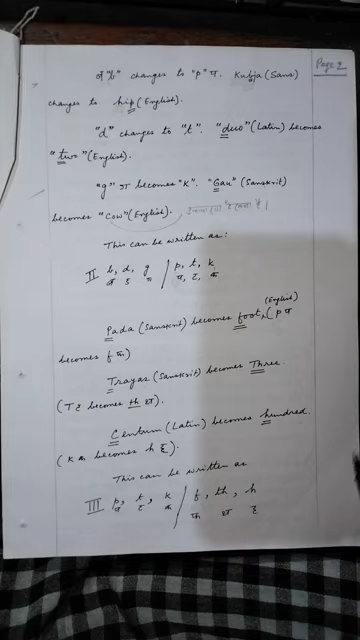 Page 2
ब "b" changes to "p" प. Kubja (Sans)
changes to hip (English).
"d" changes to "t". "duo" (Latin) becomes
"two" (English).
"g" ग becomes "k". "Gau" (Sanskrit)
becomes "Cow" (English).
This can be written as:
II b, d, g / p, t, k
ब ड ग प, ट, क
(English)
Pada (Sanskrit) becomes foot, (p प
becomes f फ)
Trayas (Sanskrit) becomes Three.
(T ट becomes th थ).
Centum (Latin) becomes hundred.
(K क becomes h ह).
This can be written as
III p, t, k / f, th, h
प ट क फ थ ह